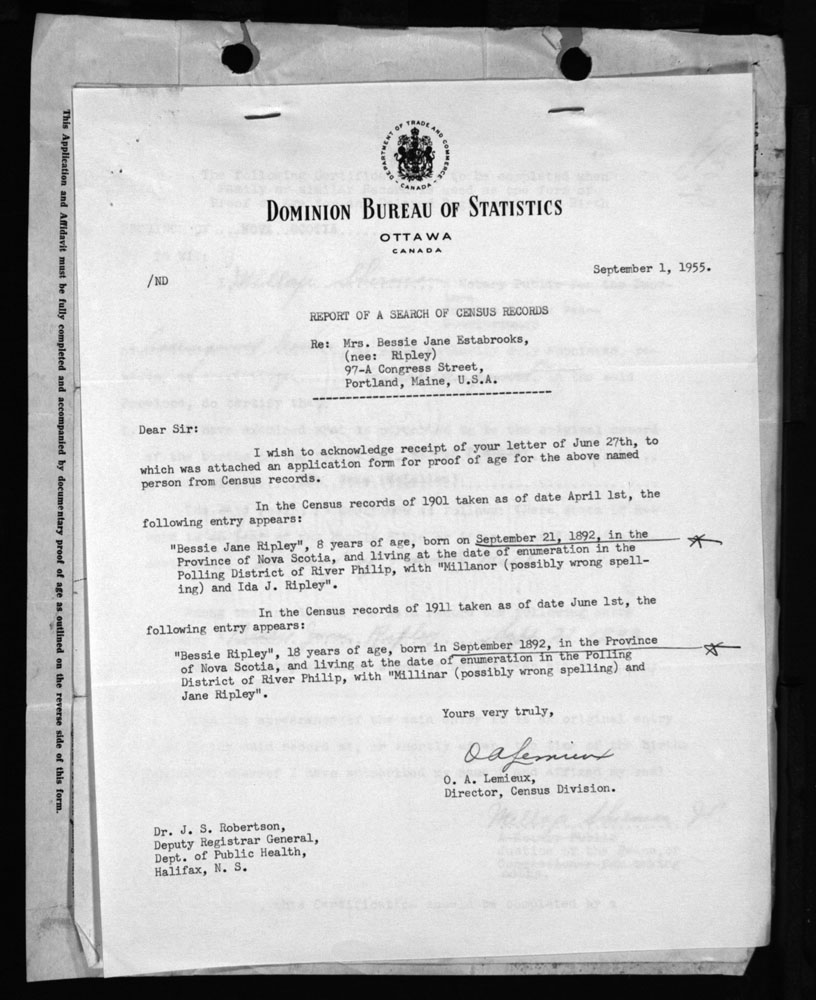 DEPARTMENT OF TRADE AND COMMERCE
CANADA
DOMINION BUREAU OF STATISTICS
OTTAWA
CANADA
September 1, 1955.
/ND
REPORT OF A SEARCH OF CENSUS RECORDS
Re: Mrs. Bessie Jane Estabrooks,
(nee: Ripley)
97-A Congress Street,
Portland, Maine, U.S.A.
Dear Sir:
I wish to acknowledge receipt of your letter of June 27th, to
which was attached an application form for proof of age for the above named
person from Census records.
In the Census records of 1901 taken as of date April 1st, the
following entry appears:
"Bessie Jane Ripley", 8 years of age, born on September 21, 1892, in the
Province of Nova Scotia, and living at the date of enumeration in the
Polling District of River Philip, with "Millanor (possibly wrong spell-
ing) and Ida J. Ripley".
In the Census records of 1911 taken as of date June 1st, the
following entry appears:
"Bessie Ripley", 18 years of age, born in September 1892, in the Province
of Nova Scotia, and living at the date of enumeration in the Polling
District of River Philip, with "Millinar (possibly wrong spelling) and
Jane Ripley".
Yours very truly,
O A Lemieux
O. A. Lemieux,
Director, Census Division.
Dr. J. S. Robertson,
Deputy Registrar General,
Dept. of Public Health,
Halifax, N. S.
This Application and Affidavit must be fully completed and accompanied by documentary proof of age as outlined on the reverse side of this form.